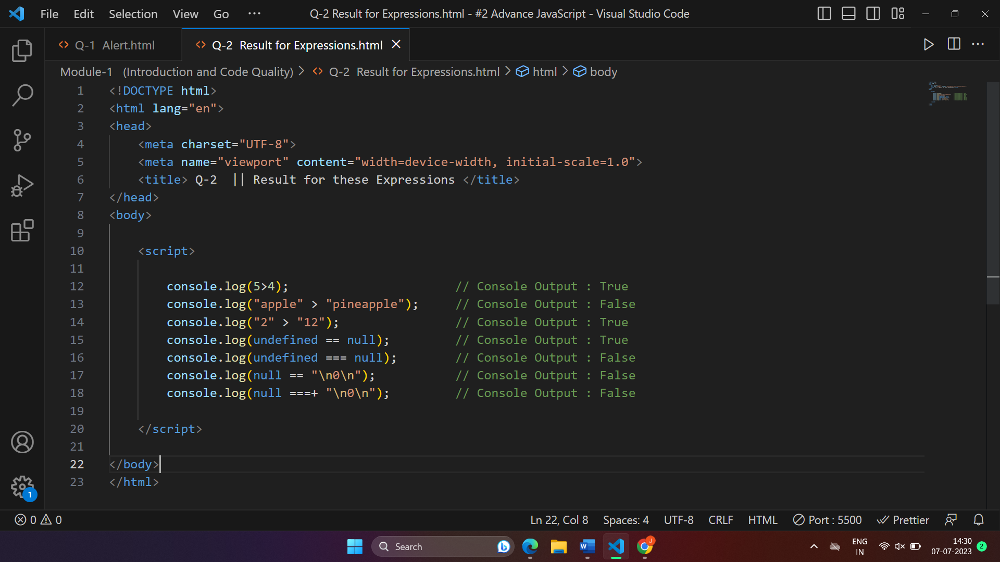 File Edit Selection View Go ··· Q-2 Result for Expressions.html - #2 Advance JavaScript - Visual Studio Code
Q-1 Alert.html Q-2 Result for Expressions.html
Module-1 (Introduction and Code Quality) > Q-2 Result for Expressions.html > html > body
1 <!DOCTYPE html>
2 <html lang="en">
3 <head>
4 <meta charset="UTF-8">
5 <meta name="viewport" content="width=device-width, initial-scale=1.0">
6 <title> Q-2 || Result for these Expressions </title>
7 </head>
8 <body>
9
10 <script>
11
12 console.log(5>4); // Console Output : True
13 console.log("apple" > "pineapple"); // Console Output : False
14 console.log("2" > "12"); // Console Output : True
15 console.log(undefined == null); // Console Output : True
16 console.log(undefined === null); // Console Output : False
17 console.log(null == "\n0\n"); // Console Output : False
18 console.log(null ===+ "\n0\n"); // Console Output : False
19
20 </script>
21
22 </body>
23 </html>
1
0 0 Ln 22, Col 8 Spaces: 4 UTF-8 CRLF HTML Port : 5500 Prettier
Search W J ENG IN 14:30 07-07-2023 2